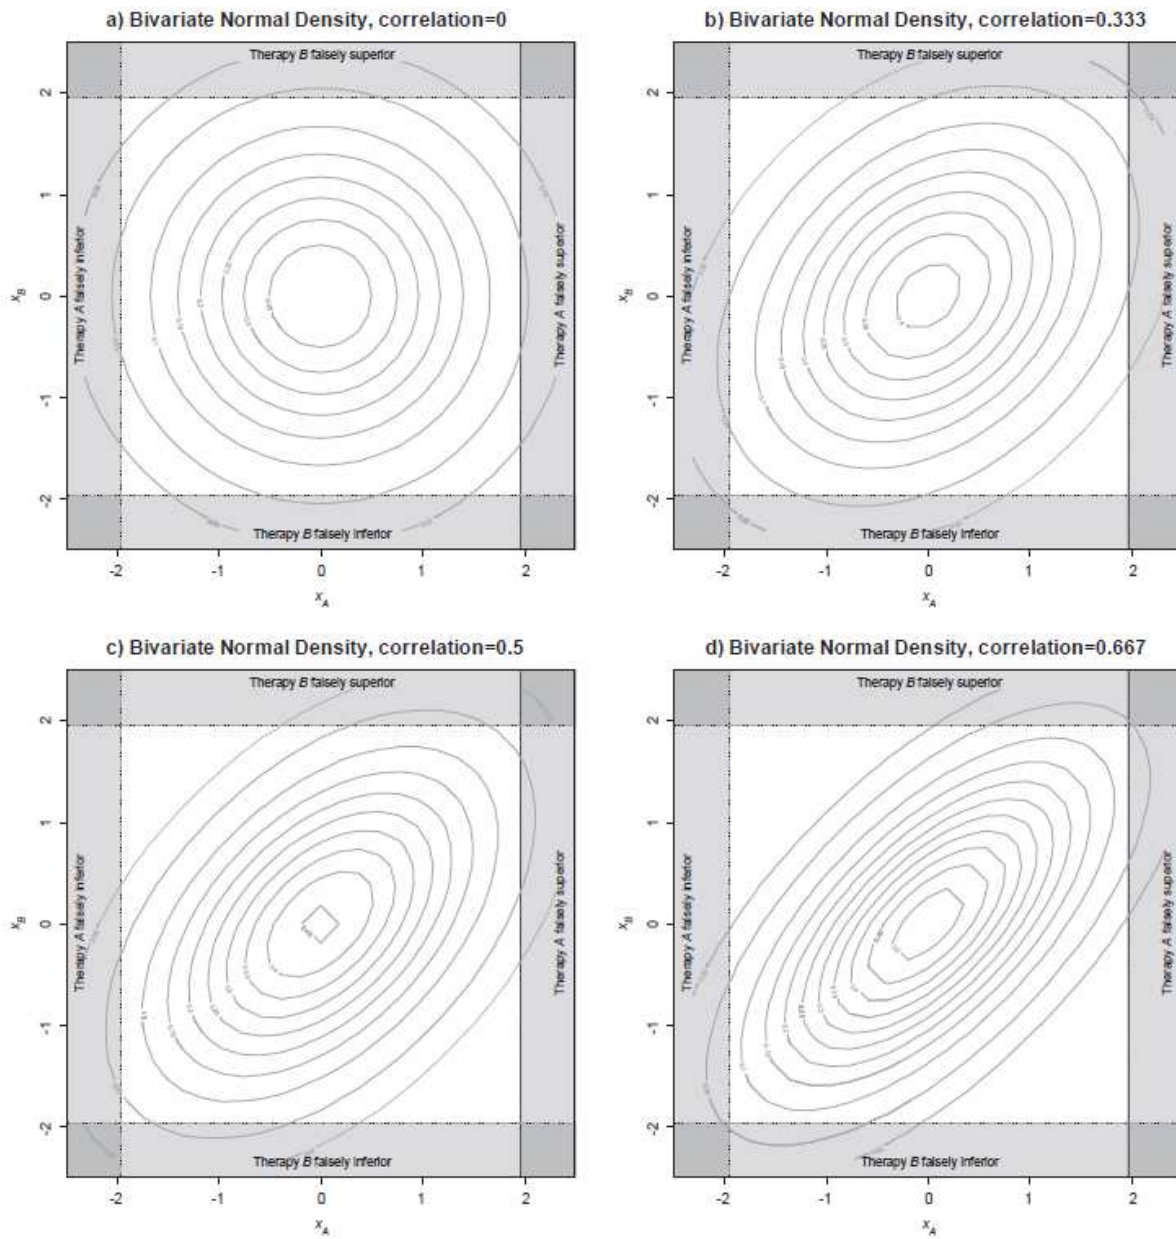 a) Bivariate Normal Density, correlation=0
Therapy B falsely superior
2
1
0
-1
-2
x_B
Therapy A falsely inferior
Therapy A falsely superior
Therapy B falsely inferior
-2 -1 0 1 2
x_A
b) Bivariate Normal Density, correlation=0.333
Therapy B falsely superior
2
1
0
-1
-2
x_B
Therapy A falsely inferior
Therapy A falsely superior
Therapy B falsely inferior
-2 -1 0 1 2
x_A
c) Bivariate Normal Density, correlation=0.5
Therapy B falsely superior
2
1
0
-1
-2
x_B
Therapy A falsely inferior
Therapy A falsely superior
Therapy B falsely inferior
-2 -1 0 1 2
x_A
d) Bivariate Normal Density, correlation=0.667
Therapy B falsely superior
2
1
0
-1
-2
x_B
Therapy A falsely inferior
Therapy A falsely superior
Therapy B falsely inferior
-2 -1 0 1 2
x_A